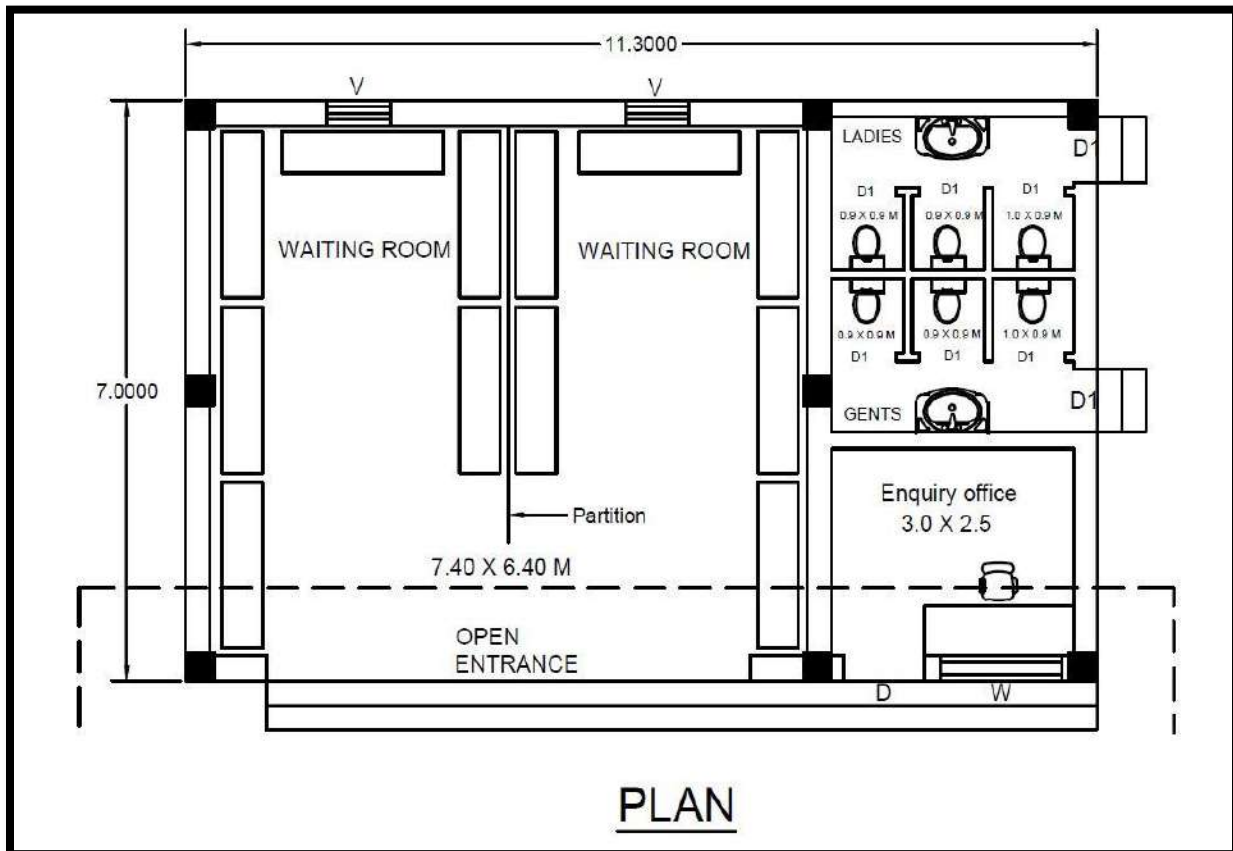 11.3000
V
V
LADIES
D1
D1
D1
D1
0.9 X 0.9 M
0.9 X 0.9 M
1.0 X 0.9 M
WAITING ROOM
WAITING ROOM
0.9 X 0.9 M
0.9 X 0.9 M
1.0 X 0.9 M
D1
D1
D1
7.0000
D1
GENTS
Enquiry office
3.0 X 2.5
Partition
7.40 X 6.40 M
OPEN
ENTRANCE
D
W
PLAN